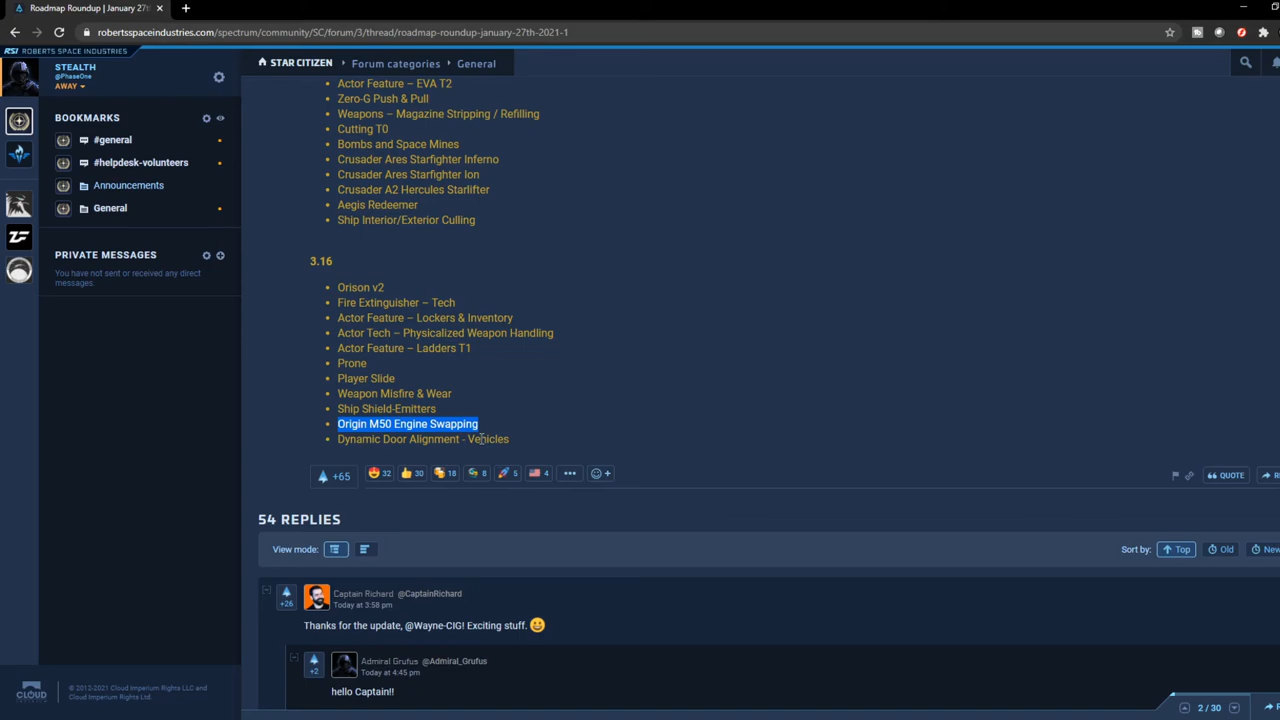 Roadmap Roundup | January 27th
robertsspaceindustries.com/spectrum/community/SC/forum/3/thread/roadmap-roundup-january-27th-2021-1
RSI ROBERTS SPACE INDUSTRIES
STEALTH
@PhaseOne
AWAY
STAR CITIZEN
Forum categories
General
BOOKMARKS
#general
#helpdesk-volunteers
Announcements
General
PRIVATE MESSAGES
You have not sent or received any direct
messages.
Actor Feature – EVA T2
Zero-G Push & Pull
Weapons – Magazine Stripping / Refilling
Cutting T0
Bombs and Space Mines
Crusader Ares Starfighter Inferno
Crusader Ares Starfighter Ion
Crusader A2 Hercules Starlifter
Aegis Redeemer
Ship Interior/Exterior Culling
3.16
Orison v2
Fire Extinguisher – Tech
Actor Feature – Lockers & Inventory
Actor Tech – Physicalized Weapon Handling
Actor Feature – Ladders T1
Prone
Player Slide
Weapon Misfire & Wear
Ship Shield-Emitters
Origin M50 Engine Swapping
Dynamic Door Alignment - Vehicles
+65
32
30
18
8
5
4
QUOTE
54 REPLIES
View mode:
Sort by:
Top
Old
New
+26
Captain Richard @CaptainRichard
Today at 3:58 pm
Thanks for the update, @Wayne-CIG! Exciting stuff.
+2
Admiral Grufus @Admiral_Grufus
Today at 4:45 pm
hello Captain!!
CLOUD
© 2012-2021 Cloud Imperium Rights LLC and
Cloud Imperium Rights Ltd.
2 / 30